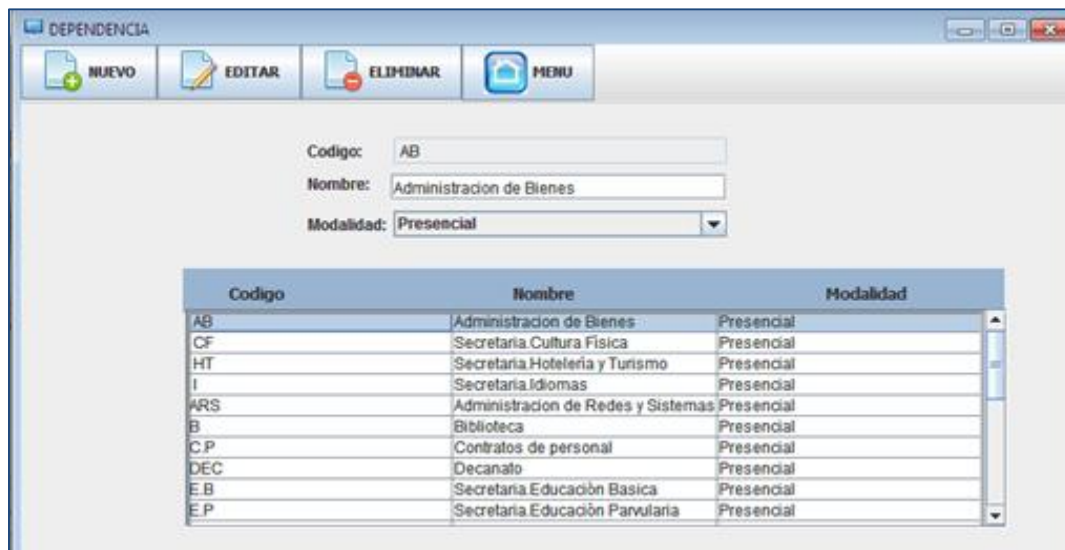 DEPENDENCIA
NUEVO EDITAR ELIMINAR MENU
Codigo: AB
Nombre: Administracion de Bienes
Modalidad: Presencial
Codigo Nombre Modalidad
AB Administracion de Bienes Presencial
CF Secretaria.Cultura Física Presencial
HT Secretaria.Hotelería y Turismo Presencial
I Secretaria.Idiomas Presencial
ARS Administracion de Redes y Sistemas Presencial
B Biblioteca Presencial
C.P Contratos de personal Presencial
DEC Decanato Presencial
E.B Secretaria.Educaciòn Basica Presencial
E.P Secretaria.Educaciòn Parvularia Presencial